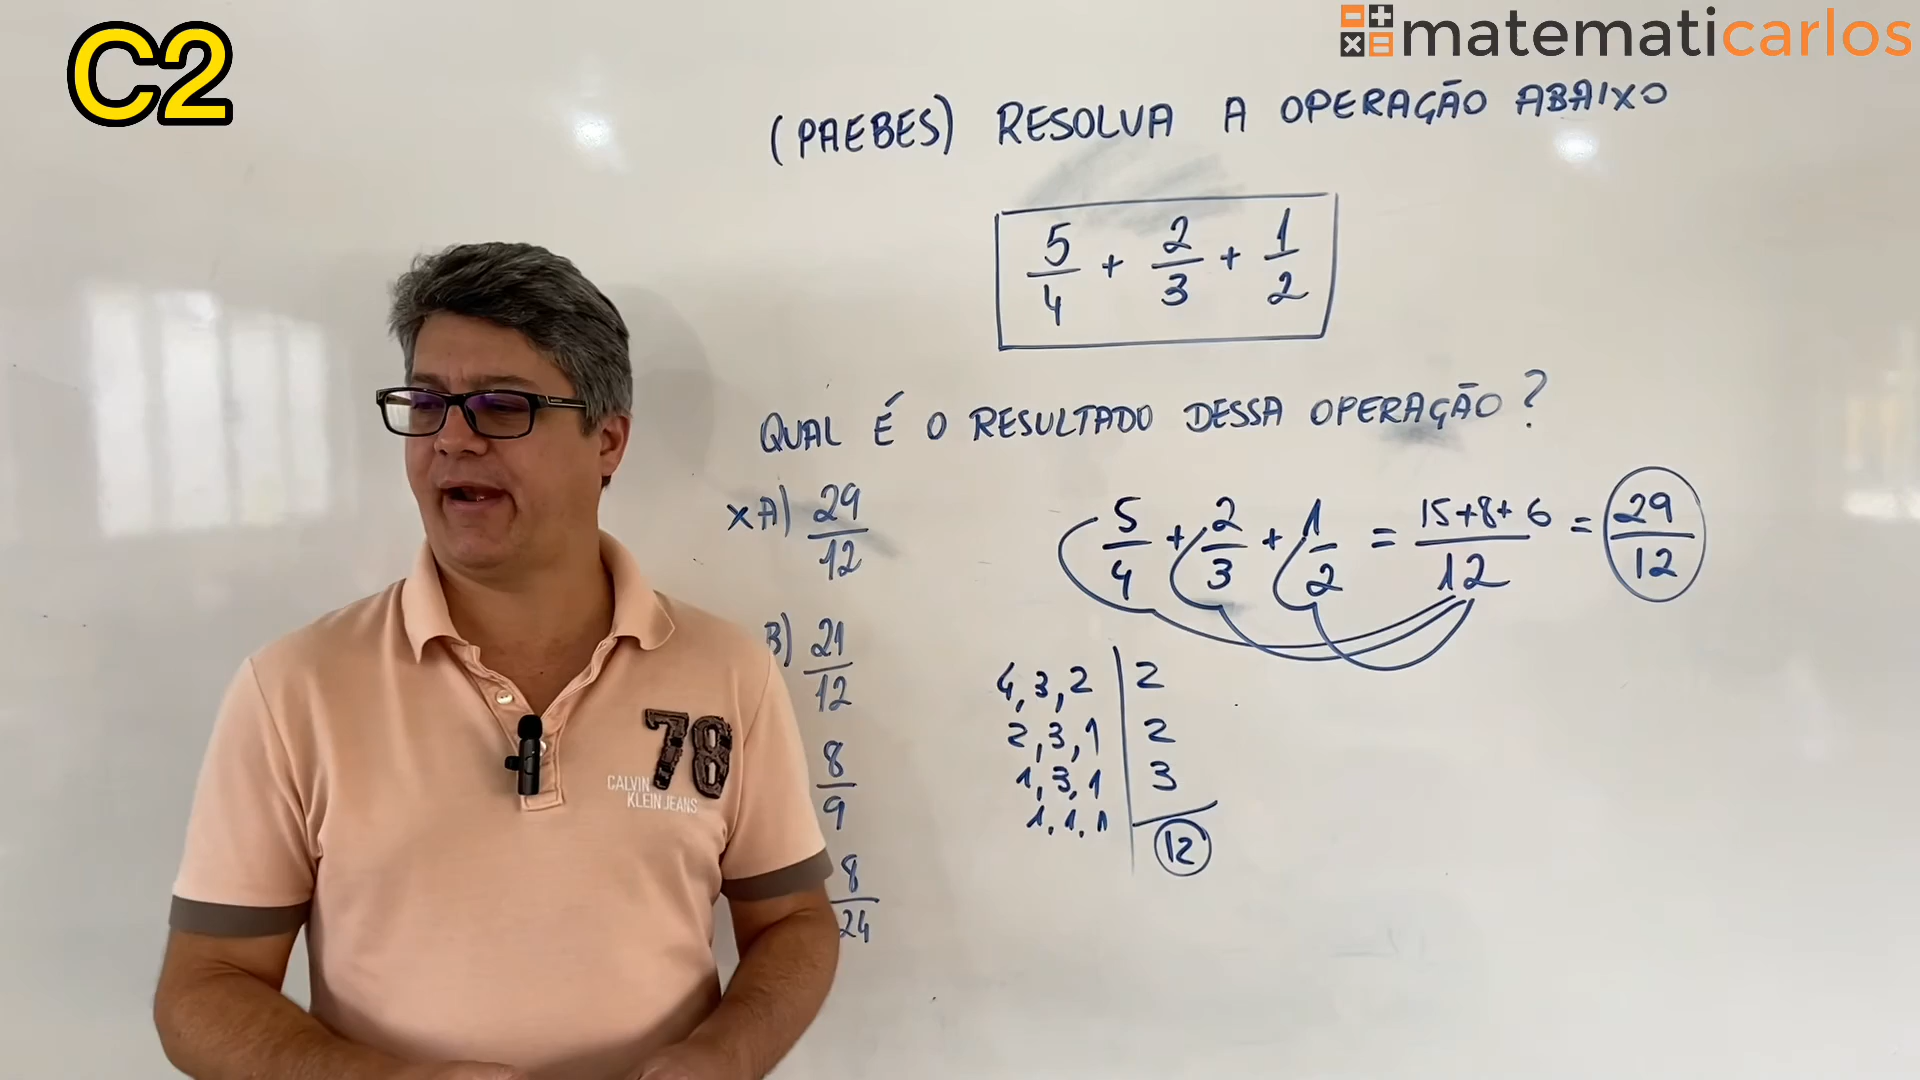 C2
matematicarlos
(PAEBES) RESOLVA A OPERAÇÃO ABAIXO
5/4 + 2/3 + 1/2
QUAL É O RESULTADO DESSA OPERAÇÃO?
x A) 29/12
B) 21/12
8/9
8/24
5/4 + 2/3 + 1/2 = 15+8+6/12 = 29/12
4, 3, 2 | 2
2, 3, 1 | 2
1, 3, 1 | 3
1, 1, 1
12
78
CALVIN
KLEIN JEANS